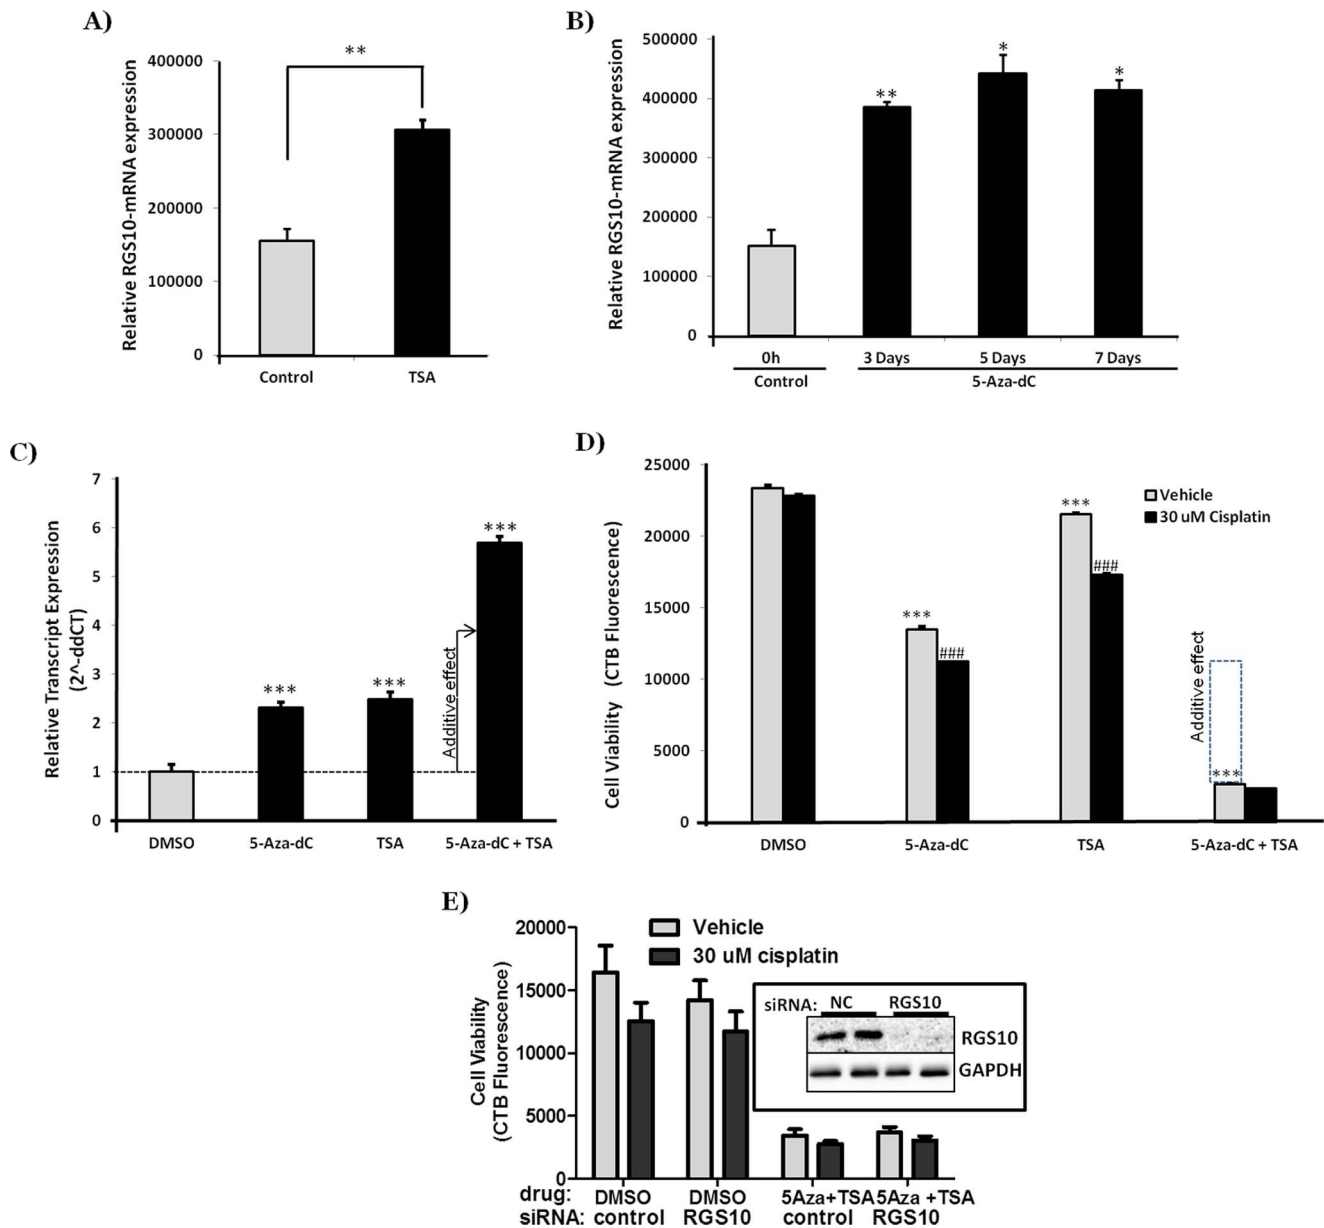 A)
Relative RGS10-mRNA expression
400000
300000
200000
100000
0
**
Control TSA
B)
Relative RGS10-mRNA expression
500000
400000
300000
200000
100000
0
** * *
0h 3 Days 5 Days 7 Days
Control 5-Aza-dC
C)
Relative Transcript Expression
(2^-ddCT)
7
6
5
4
3
2
1
0
*** *** ***
Additive effect
DMSO 5-Aza-dC TSA 5-Aza-dC + TSA
D)
Cell Viability (CTB Fluorescence)
25000
20000
15000
10000
5000
0
Vehicle
30 uM Cisplatin
*** ### *** ### ***
Additive effect
DMSO 5-Aza-dC TSA 5-Aza-dC + TSA
E)
Cell Viability
(CTB Fluorescence)
20000
15000
10000
5000
0
Vehicle
30 uM cisplatin
siRNA: NC RGS10
RGS10
GAPDH
drug: DMSO DMSO 5Aza+TSA 5Aza +TSA
siRNA: control RGS10 control RGS10